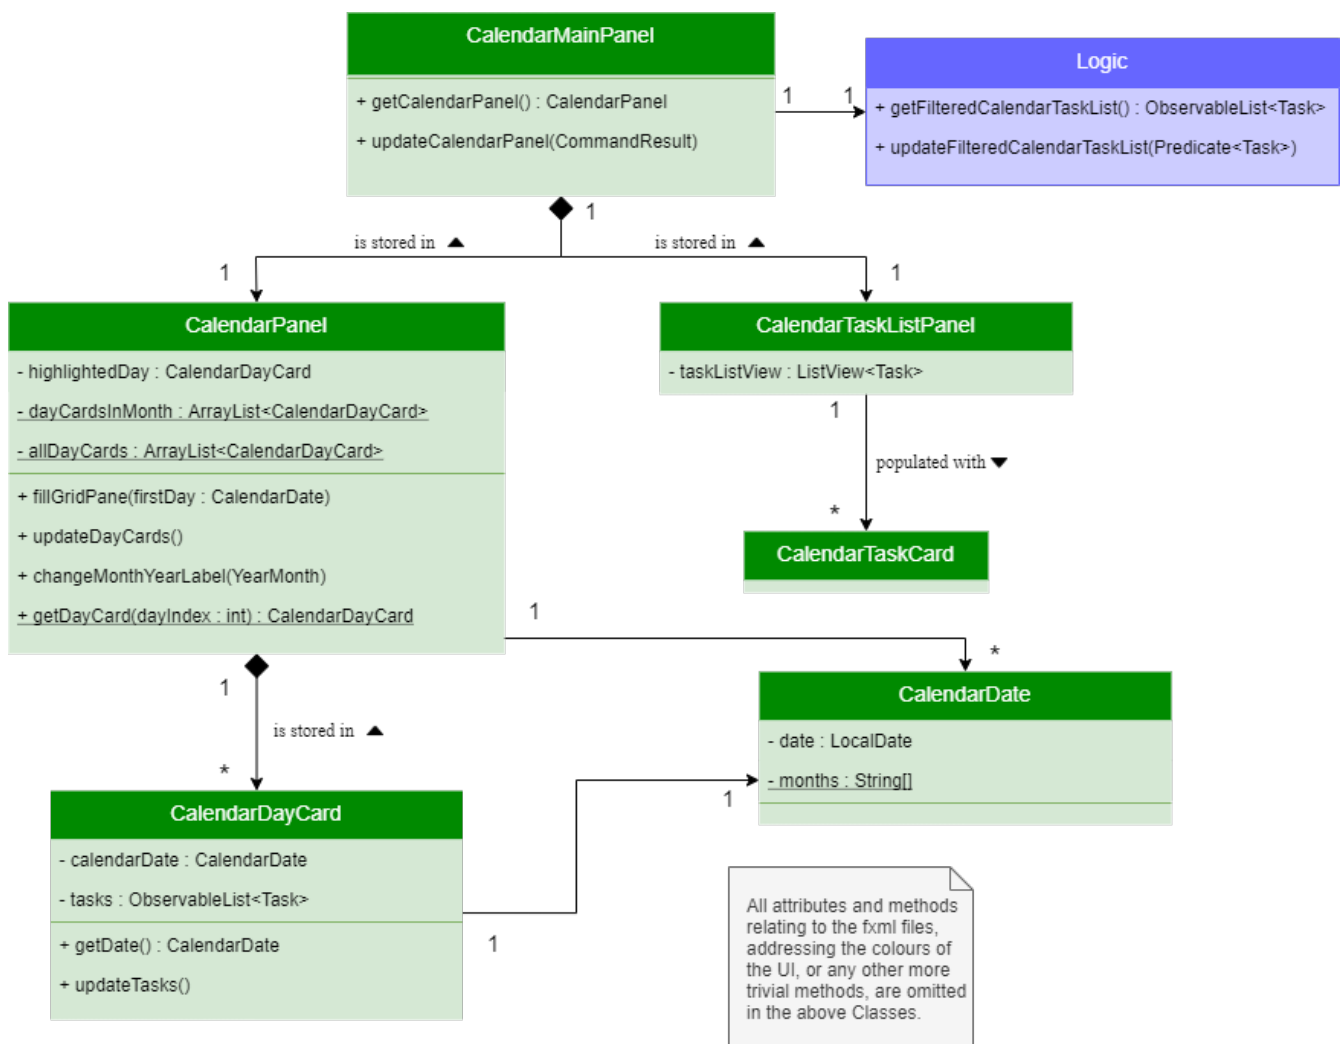 CalendarMainPanel
+ getCalendarPanel() : CalendarPanel
+ updateCalendarPanel(CommandResult)
1
1
Logic
+ getFilteredCalendarTaskList() : ObservableList<Task>
+ updateFilteredCalendarTaskList(Predicate<Task>)
1
is stored in ▲
is stored in ▲
1
1
CalendarPanel
- highlightedDay : CalendarDayCard
- dayCardsInMonth : ArrayList<CalendarDayCard>
- allDayCards : ArrayList<CalendarDayCard>
+ fillGridPane(firstDay : CalendarDate)
+ updateDayCards()
+ changeMonthYearLabel(YearMonth)
+ getDayCard(dayIndex : int) : CalendarDayCard
CalendarTaskListPanel
- taskListView : ListView<Task>
1
populated with ▼
*
CalendarTaskCard
1
*
1
is stored in ▲
*
CalendarDate
- date : LocalDate
- months : String[]
CalendarDayCard
- calendarDate : CalendarDate
- tasks : ObservableList<Task>
+ getDate() : CalendarDate
+ updateTasks()
1
1
All attributes and methods
relating to the fxml files,
addressing the colours of
the UI, or any other more
trivial methods, are omitted
in the above Classes.